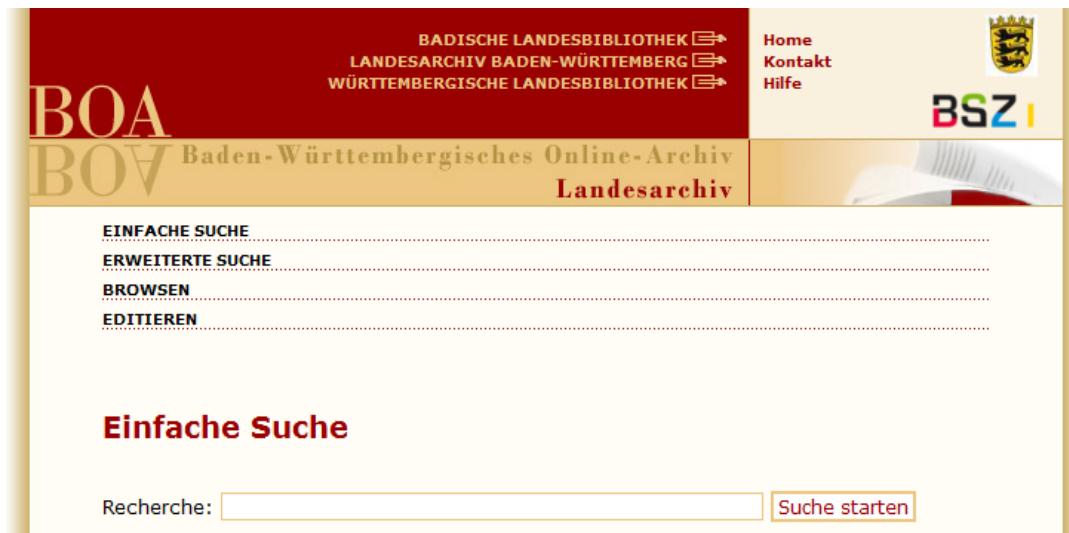 BADISCHE LANDESBIBLIOTHEK
LANDESARCHIV BADEN-WÜRTTEMBERG
WÜRTTEMBERGISCHE LANDESBIBLIOTHEK
Home
Kontakt
Hilfe
BSZ
BOA
BOA
Baden-Württembergisches Online-Archiv
Landesarchiv
EINFACHE SUCHE
ERWEITERTE SUCHE
BROWSEN
EDITIEREN
Einfache Suche
Recherche: Suche starten